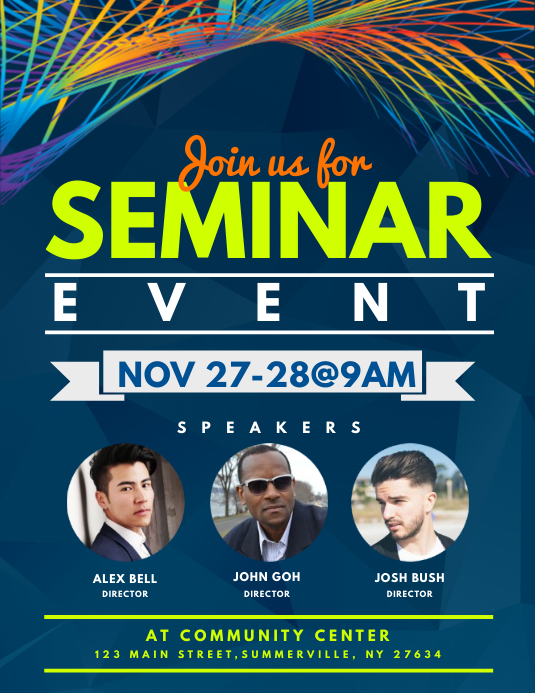 Join us for
SEMINAR
EVENT
NOV 27-28@9AM
SPEAKERS
ALEX BELL
DIRECTOR
JOHN GOH
DIRECTOR
JOSH BUSH
DIRECTOR
AT COMMUNITY CENTER
123 MAIN STREET,SUMMERVILLE, NY 27634